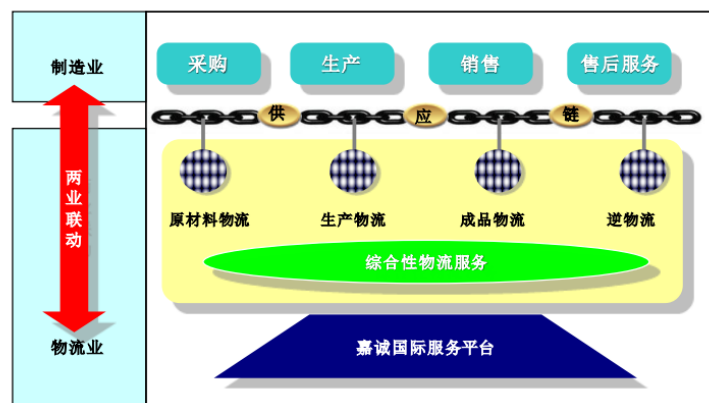 制造业
采购
生产
销售
售后服务
供
应
链
两业联动
原材料物流
生产物流
成品物流
逆物流
综合性物流服务
物流业
嘉诚国际服务平台